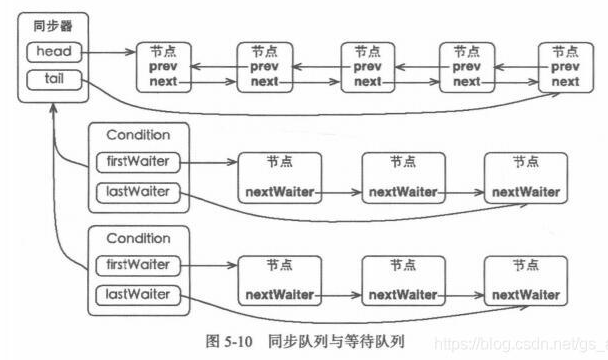 同步器
head
tail
节点 节点 节点 节点 节点
prev prev prev prev prev
next next next next next
Condition
firstWaiter
lastWaiter
节点 节点 节点
nextWaiter nextWaiter nextWaiter
Condition
firstWaiter
lastWaiter
节点 节点 节点
nextWaiter nextWaiter nextWaiter
图 5-10 同步队列与等待队列
https://blog.csdn.net/gs_